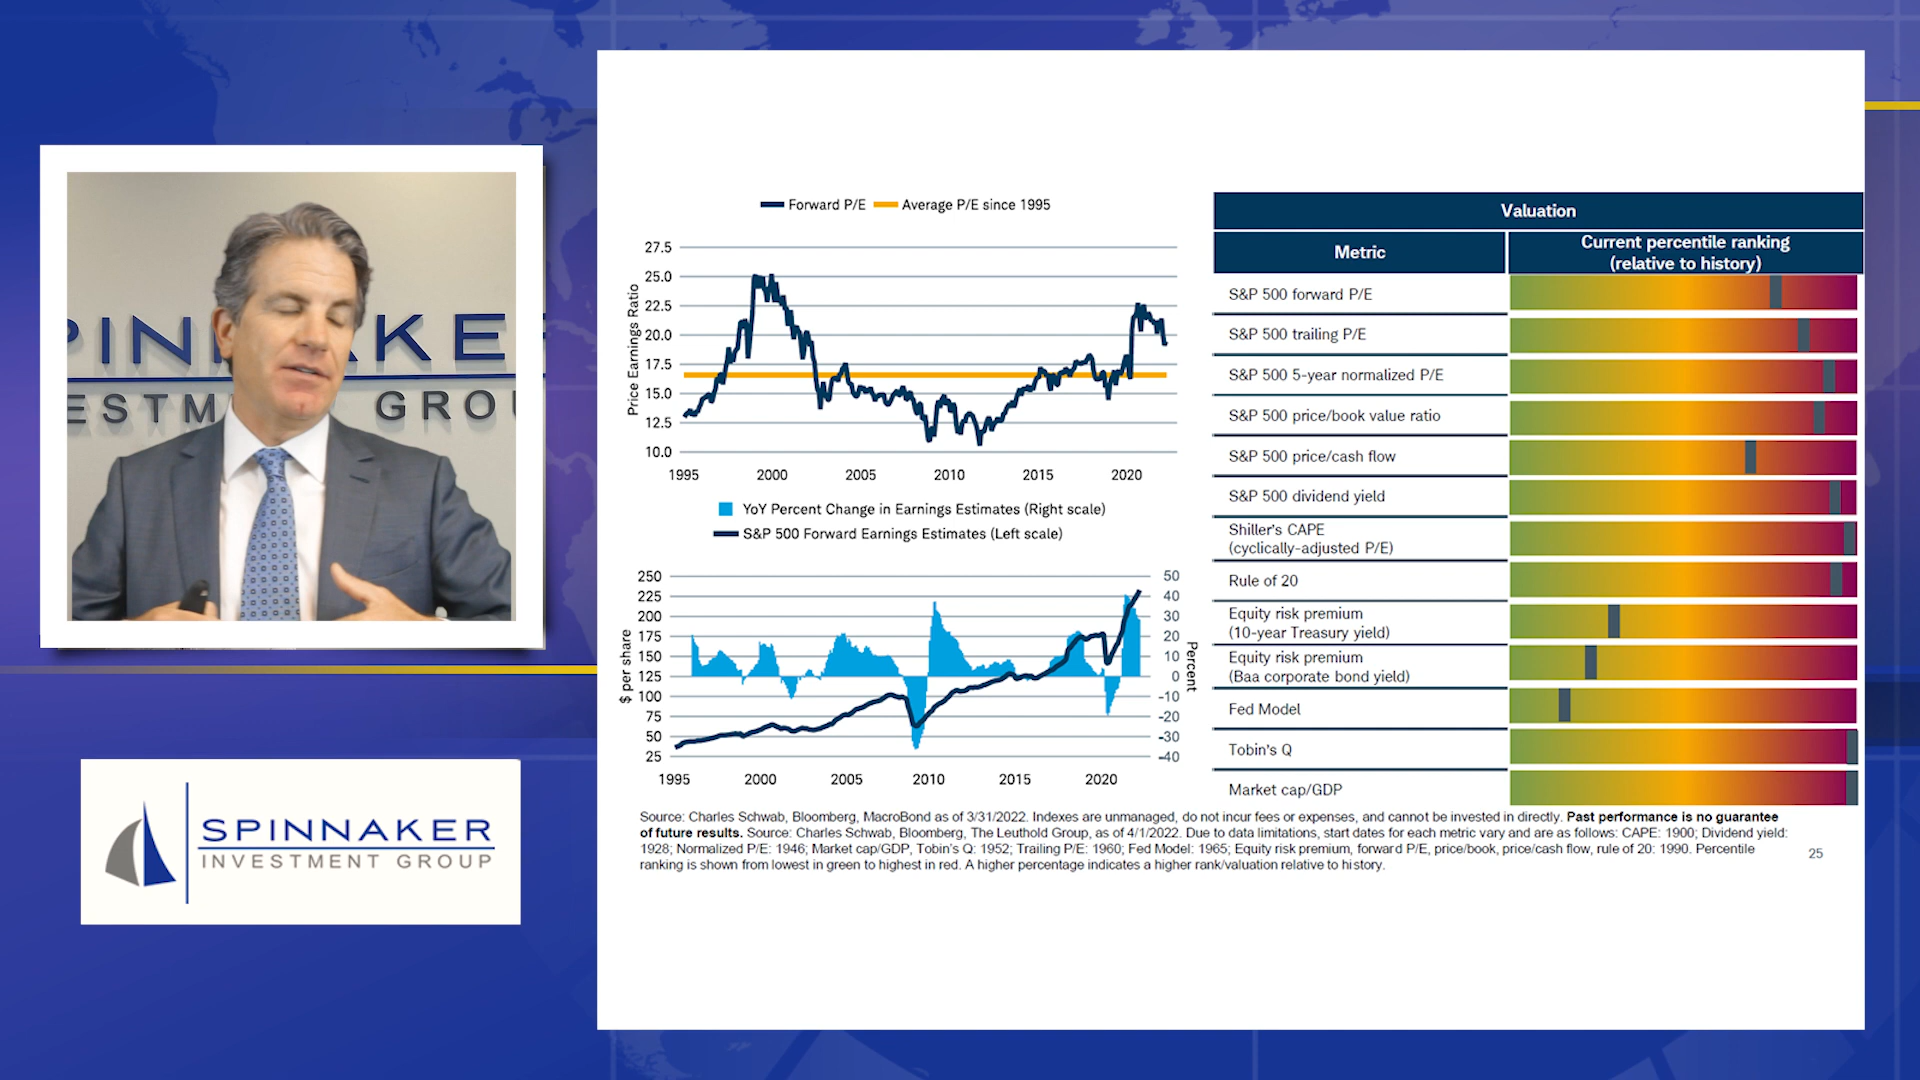 PINNAKE
ESTMENT GROU
SPINNAKER
INVESTMENT GROUP
Forward P/E Average P/E since 1995
Price Earnings Ratio
27.5
25.0
22.5
20.0
17.5
15.0
12.5
10.0
1995 2000 2005 2010 2015 2020
YoY Percent Change in Earnings Estimates (Right scale)
S&P 500 Forward Earnings Estimates (Left scale)
$ per share
250
225
200
175
150
125
100
75
50
25
50
40
30
20
10
0
-10
-20
-30
-40
Percent
1995 2000 2005 2010 2015 2020
Valuation
Metric
Current percentile ranking
(relative to history)
S&P 500 forward P/E
S&P 500 trailing P/E
S&P 500 5-year normalized P/E
S&P 500 price/book value ratio
S&P 500 price/cash flow
S&P 500 dividend yield
Shiller's CAPE
(cyclically-adjusted P/E)
Rule of 20
Equity risk premium
(10-year Treasury yield)
Equity risk premium
(Baa corporate bond yield)
Fed Model
Tobin's Q
Market cap/GDP
Source: Charles Schwab, Bloomberg, MacroBond as of 3/31/2022. Indexes are unmanaged, do not incur fees or expenses, and cannot be invested in directly. Past performance is no guarantee
of future results. Source: Charles Schwab, Bloomberg, The Leuthold Group, as of 4/1/2022. Due to data limitations, start dates for each metric vary and are as follows: CAPE: 1900; Dividend yield:
1928; Normalized P/E: 1946; Market cap/GDP, Tobin's Q: 1952; Trailing P/E: 1960; Fed Model: 1965; Equity risk premium, forward P/E, price/book, price/cash flow, rule of 20: 1990. Percentile
ranking is shown from lowest in green to highest in red. A higher percentage indicates a higher rank/valuation relative to history.
25